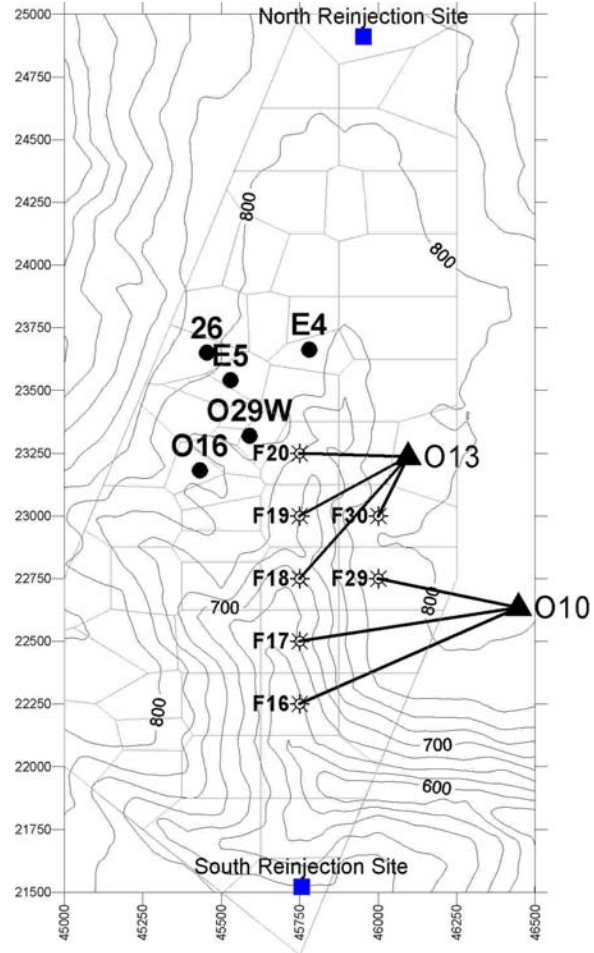 25000
North Reinjection Site
24750
24500
24250
800
800
24000
23750
26
E4
E5
23500
O29W
23250
O16
F20
O13
23000
F19
F30
22750
F18
F29
700
800
O10
22500
F17
22250
F16
800
700
22000
600
21750
South Reinjection Site
21500
45000
45250
45500
45750
46000
46250
46500